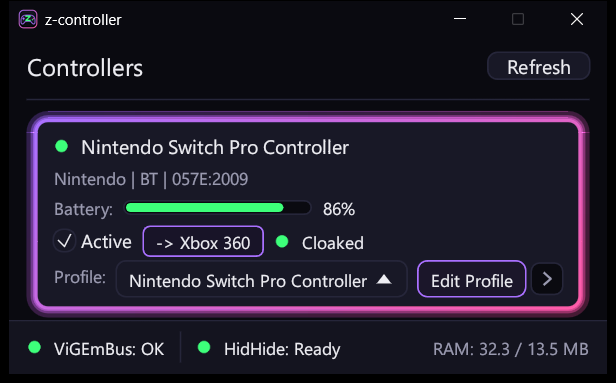 z-controller
Controllers
Refresh
Nintendo Switch Pro Controller
Nintendo | BT | 057E:2009
Battery: 86%
Active -> Xbox 360 Cloaked
Profile: Nintendo Switch Pro Controller Edit Profile >
ViGEmBus: OK HidHide: Ready RAM: 32.3 / 13.5 MB